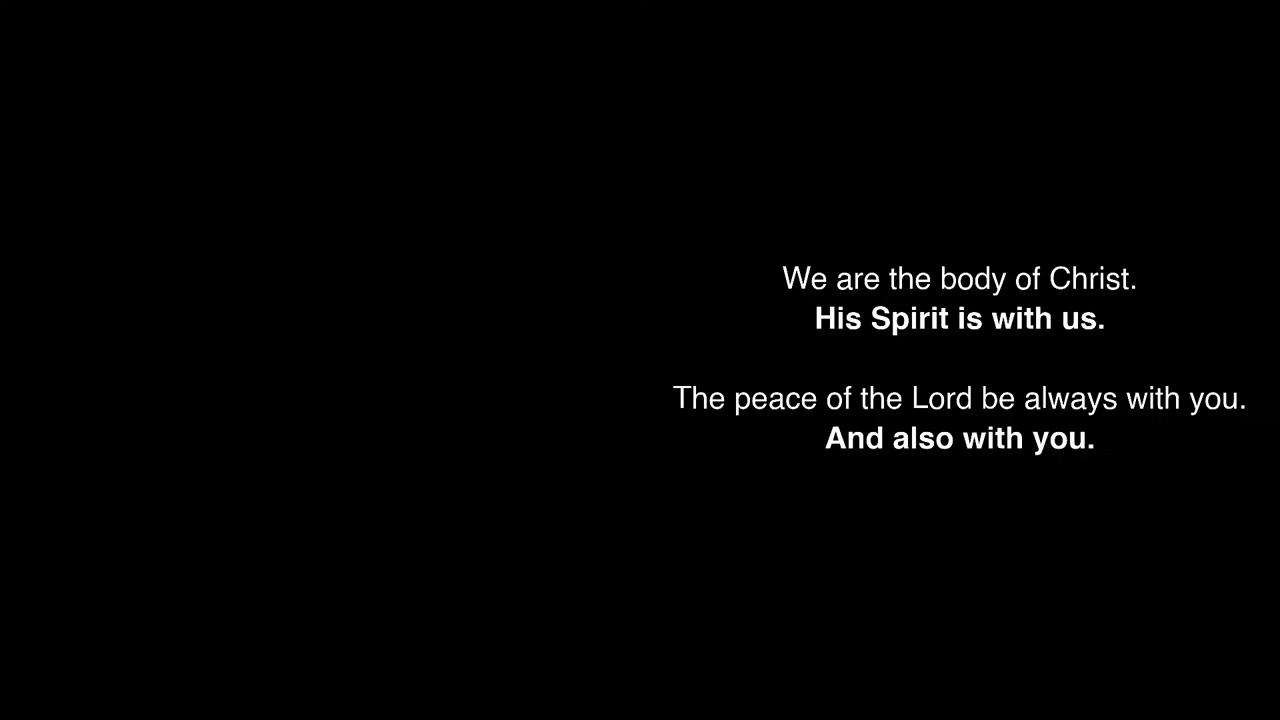 We are the body of Christ.
His Spirit is with us.
The peace of the Lord be always with you.
And also with you.